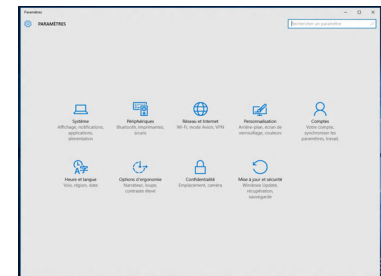 Paramètres
PARAMÈTRES
Rechercher un paramètre
Système
Affichage, notifications,
applications,
alimentation
Périphériques
Bluetooth, imprimantes,
souris
Réseau et Internet
Wi-Fi, mode Avion, VPN
Personnalisation
Arrière-plan, écran de
verrouillage, couleurs
Comptes
Votre compte,
synchroniser les
paramètres, travail,
Heure et langue
Voix, région, date
Options d'ergonomie
Narrateur, loupe,
contraste élevé
Confidentialité
Emplacement, caméra
Mise à jour et sécurité
Windows Update,
récupération,
sauvegarde